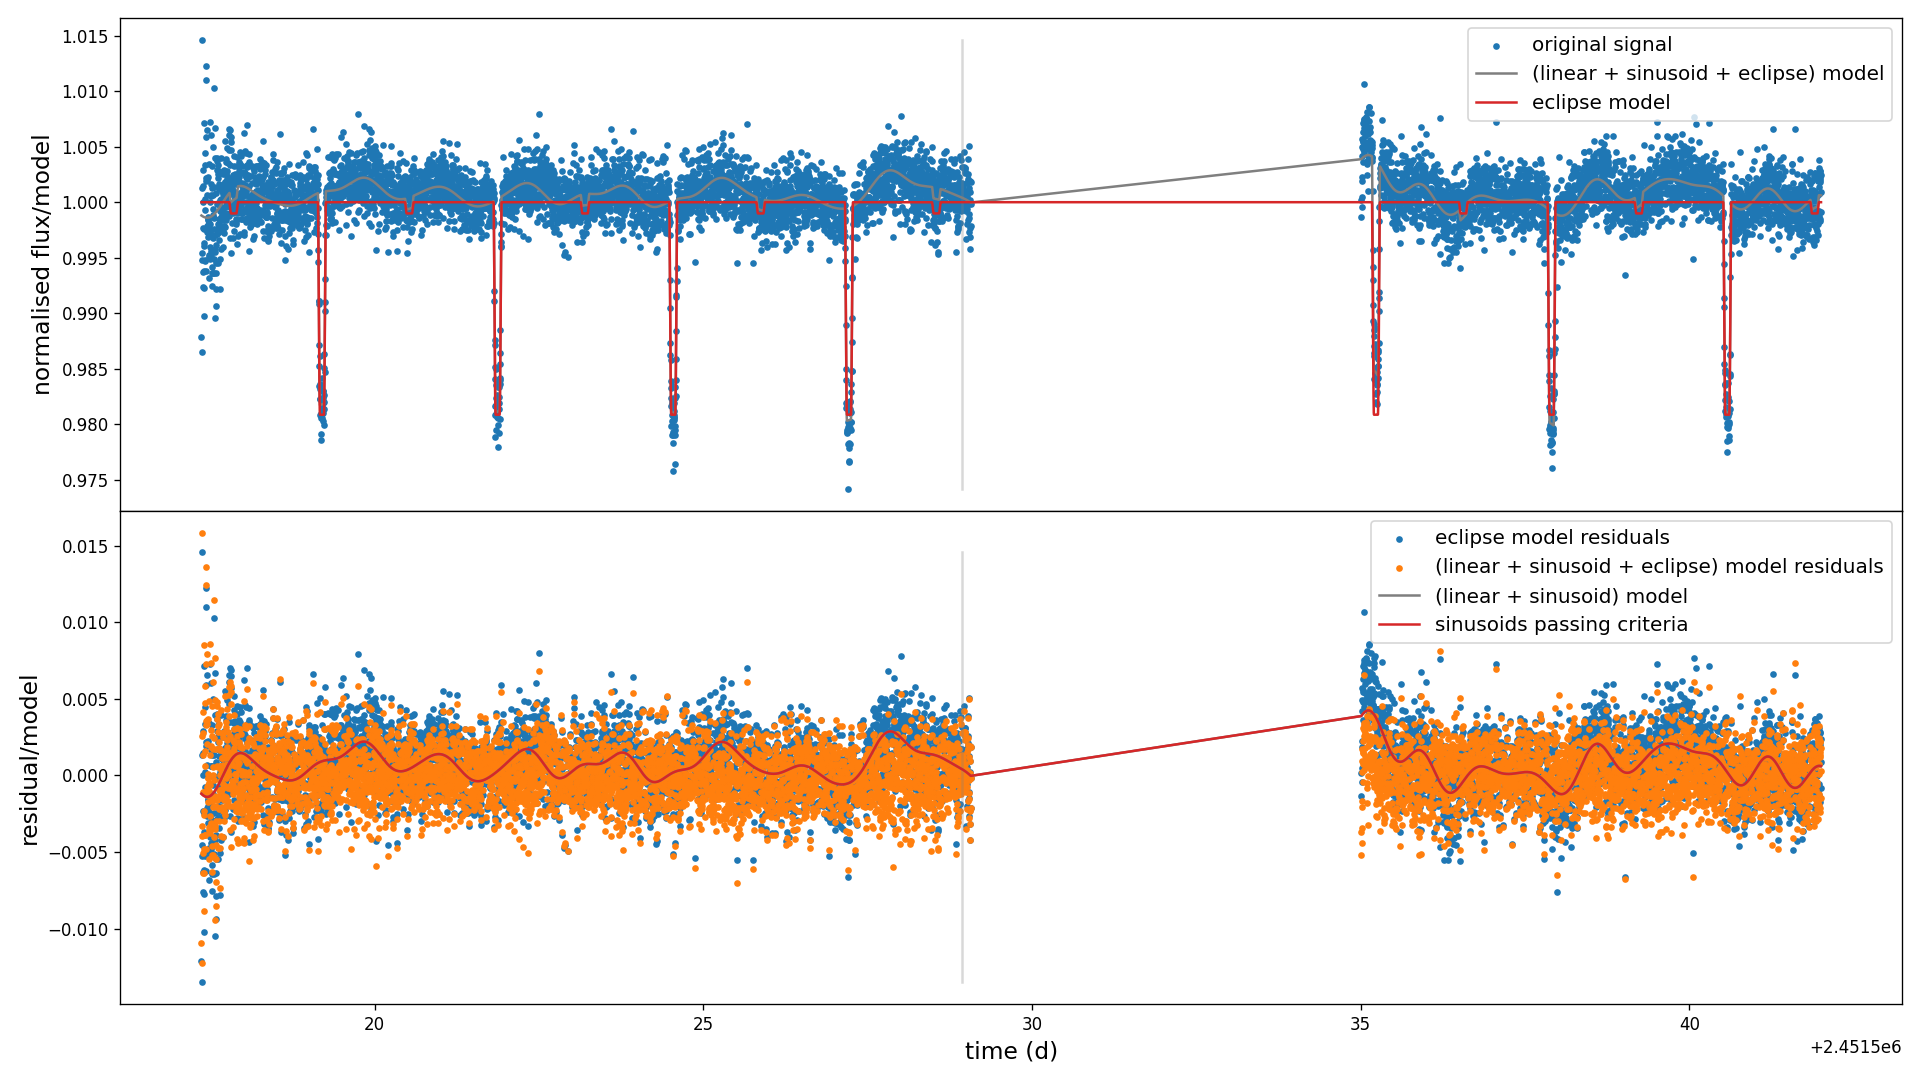 1.015
1.010
1.005
1.000
0.995
0.990
0.985
0.980
0.975
normalised flux/model
original signal
(linear + sinusoid + eclipse) model
eclipse model
0.015
0.010
0.005
0.000
−0.005
−0.010
residual/model
eclipse model residuals
(linear + sinusoid + eclipse) model residuals
(linear + sinusoid) model
sinusoids passing criteria
20
25
30
35
40
time (d)
+2.4515e6